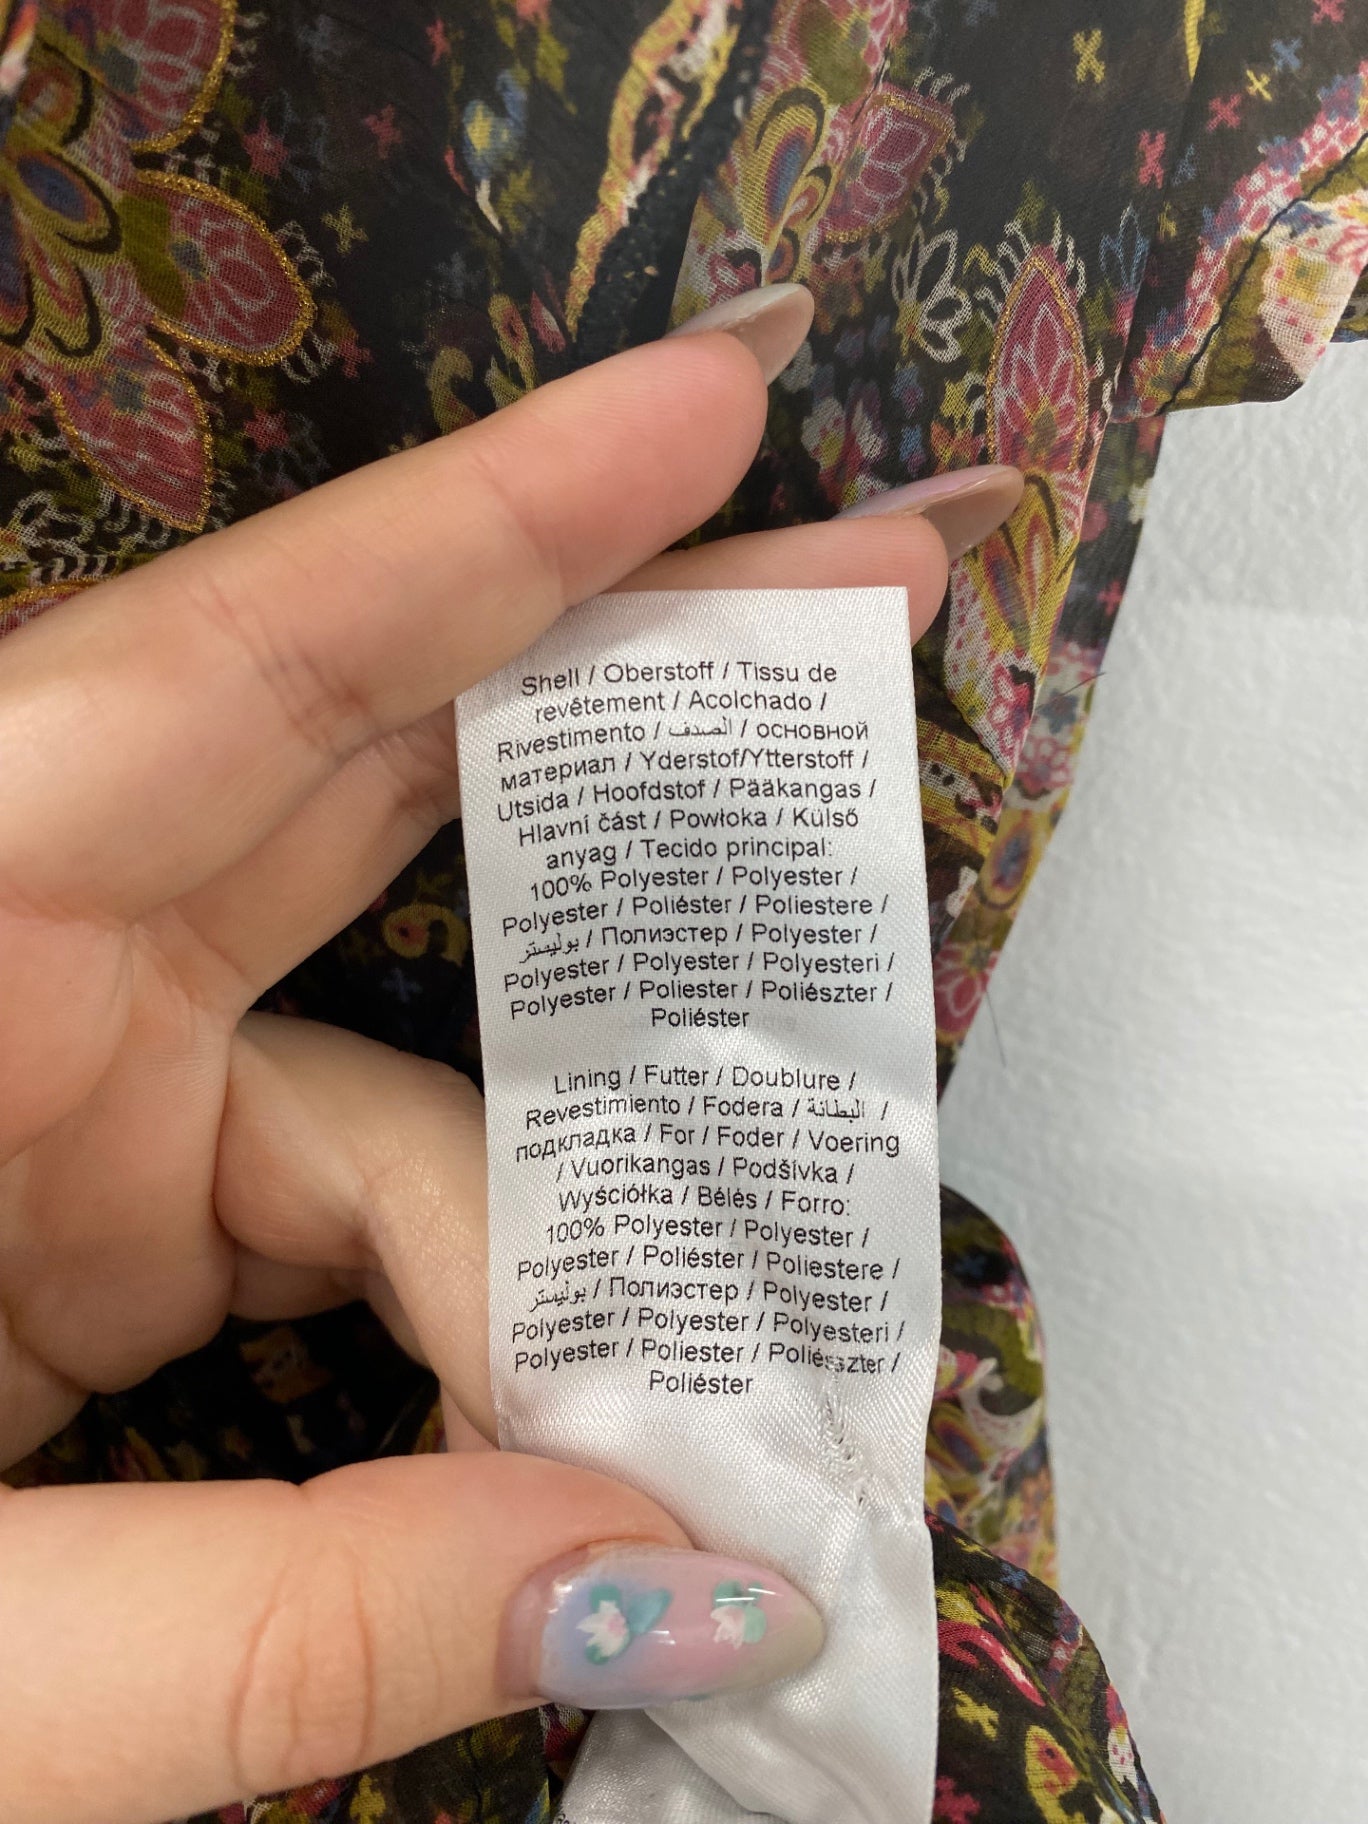 Shell / Oberstoff / Tissu de
revêtement / Acolchado /
Rivestimento / الصدف / основной
материал / Yderstof/Ytterstoff /
Utsida / Hoofdstof / Pääkangas /
Hlavní část / Powłoka / Külső
anyag / Tecido principal:
100% Polyester / Polyester /
Polyester / Poliéster / Poliestere /
بوليستر / Полиэстер / Polyester /
Polyester / Polyester / Polyesteri /
Polyester / Poliester / Poliészter /
Poliéster
Lining / Futter / Doublure /
Revestimiento / Fodera / البطانة /
подкладка / For / Foder / Voering
/ Vuorikangas / Podšívka /
Wyściółka / Bélés / Forro:
100% Polyester / Polyester /
Polyester / Poliéster / Poliestere /
بوليستر / Полиэстер / Polyester /
Polyester / Polyester / Polyesteri /
Polyester / Poliester / Poliészter /
Poliéster